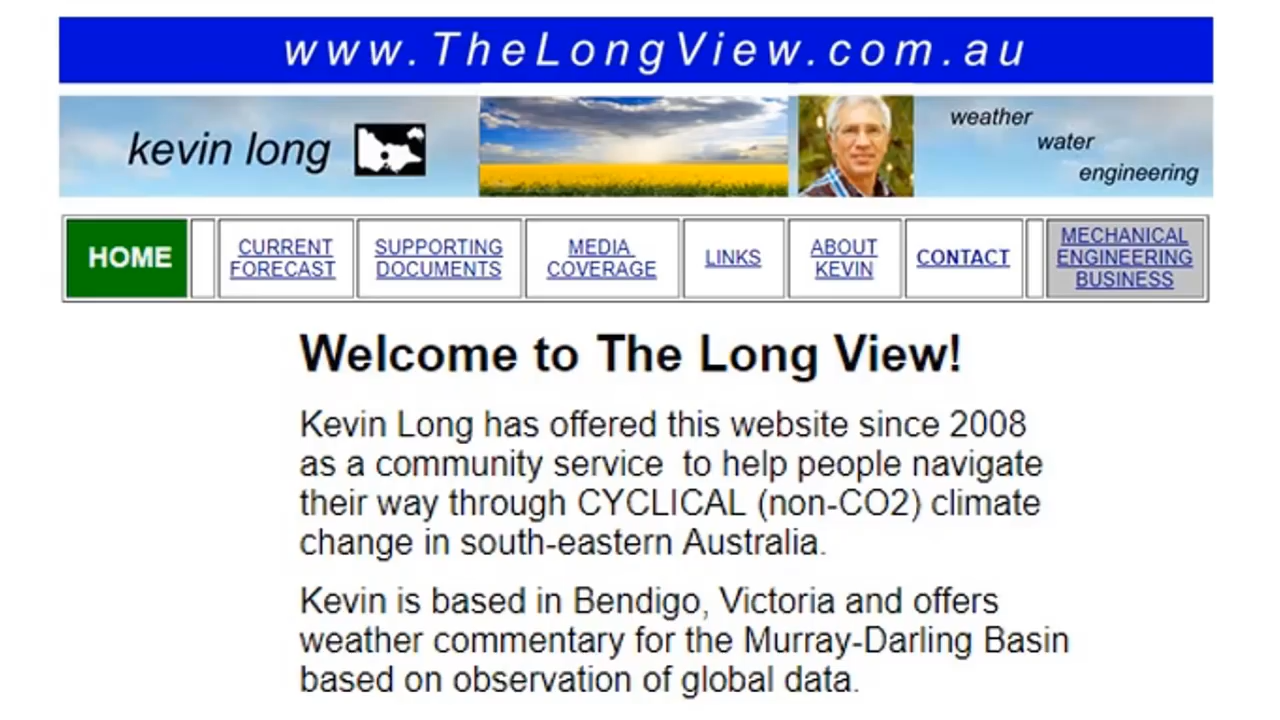 www.TheLongView.com.au
kevin long
weather
water
engineering
HOME
CURRENT
FORECAST
SUPPORTING
DOCUMENTS
MEDIA
COVERAGE
LINKS
ABOUT
KEVIN
CONTACT
MECHANICAL
ENGINEERING
BUSINESS
Welcome to The Long View!
Kevin Long has offered this website since 2008
as a community service to help people navigate
their way through CYCLICAL (non-CO2) climate
change in south-eastern Australia.
Kevin is based in Bendigo, Victoria and offers
weather commentary for the Murray-Darling Basin
based on observation of global data.